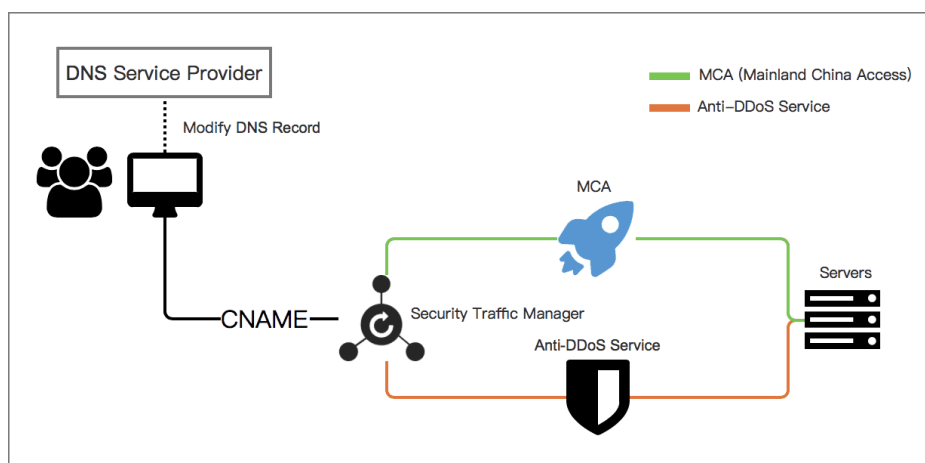 DNS Service Provider
MCA (Mainland China Access)
Anti-DDoS Service
Modify DNS Record
MCA
Servers
CNAME
Security Traffic Manager
Anti-DDoS Service